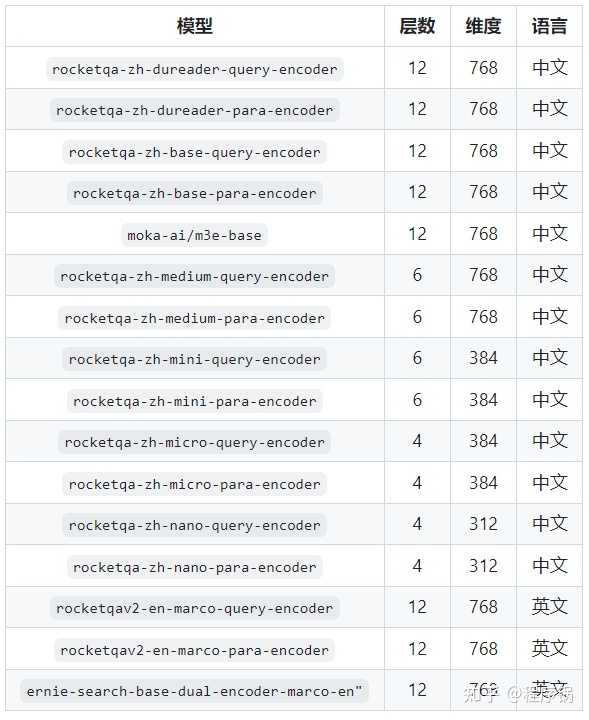 模型 层数 维度 语言
rocketqa-zh-dureader-query-encoder 12 768 中文
rocketqa-zh-dureader-para-encoder 12 768 中文
rocketqa-zh-base-query-encoder 12 768 中文
rocketqa-zh-base-para-encoder 12 768 中文
moka-ai/m3e-base 12 768 中文
rocketqa-zh-medium-query-encoder 6 768 中文
rocketqa-zh-medium-para-encoder 6 768 中文
rocketqa-zh-mini-query-encoder 6 384 中文
rocketqa-zh-mini-para-encoder 6 384 中文
rocketqa-zh-micro-query-encoder 4 384 中文
rocketqa-zh-micro-para-encoder 4 384 中文
rocketqa-zh-nano-query-encoder 4 312 中文
rocketqa-zh-nano-para-encoder 4 312 中文
rocketqav2-en-marco-query-encoder 12 768 英文
rocketqav2-en-marco-para-encoder 12 768 英文
ernie-search-base-dual-encoder-marco-en" 12 768 英文
知乎 @程序锅